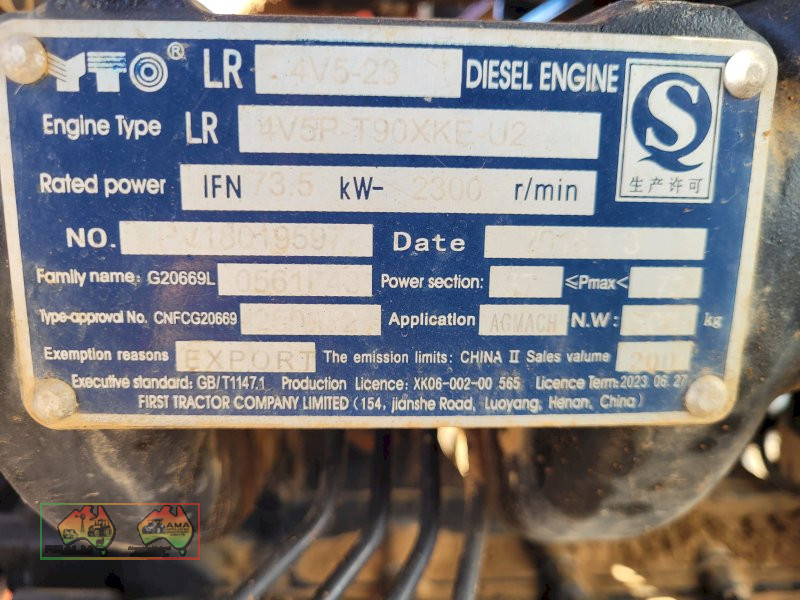 YTO® LR 4V5-23 DIESEL ENGINE
Engine Type LR 4V5P-T90XKE-U2
Rated power IFN 73.5 kW- 2300 r/min
生产许可
NO. Date
Family name: G20669L Power section: ≤Pmax<
Type-approval No. CNFCG20669 Application AGMACH N.W: kg
Exemption reasons EXPORT The emission limits: CHINA II Sales valume 200
Executive standard: GB/T1147.1 Production Licence: XK06-002-00 565 Licence Term: 2023 06 27
FIRST TRACTOR COMPANY LIMITED (154, jianshe Road, Luoyang, Henan, China)